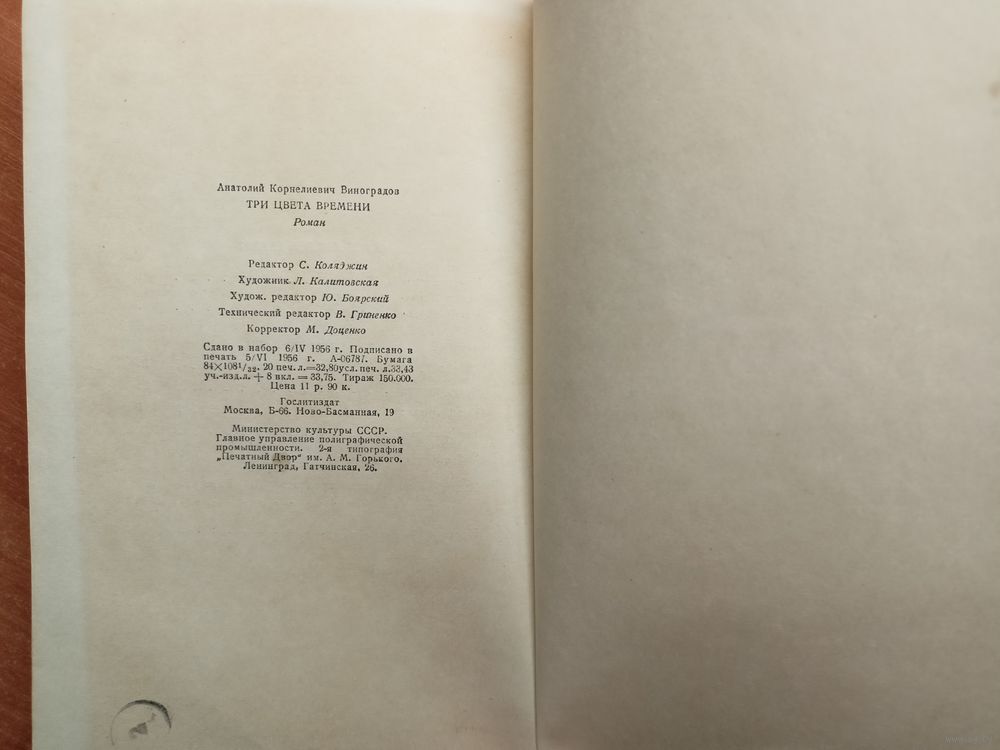 Анатолий Корнелиевич Виноградов
ТРИ ЦВЕТА ВРЕМЕНИ
Роман
Редактор С. Коляджин
Художник Л. Калитовская
Худож. редактор Ю. Боярский
Технический редактор В. Гриненко
Корректор М. Доценко
Сдано в набор 6/IV 1956 г. Подписано в
печать 5/VI 1956 г. А-06787. Бумага
84×108¹/₃₂. 20 печ. л.=32,80усл. печ. л.33,43
уч.-изд.л. + 8 вкл. = 33,75. Тираж 150.000.
Цена 11 р. 90 к.
Гослитиздат
Москва, Б-66. Ново-Басманная, 19
Министерство культуры СССР.
Главное управление полиграфической
промышленности. 2-я типография
„Печатный Двор" им. А. М. Горького.
Ленинград, Гатчинская, 26.